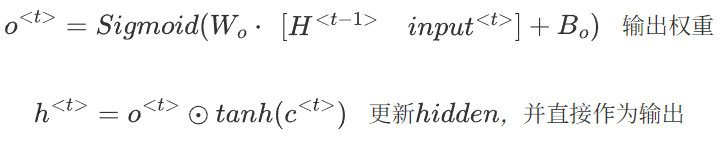 o^{<t>} = Sigmoid(W_o · [H^{<t-1>} input^{<t>}] + B_o) 输出权重
h^{<t>} = o^{<t>} ⊙ tanh(c^{<t>}) 更新hidden，并直接作为输出